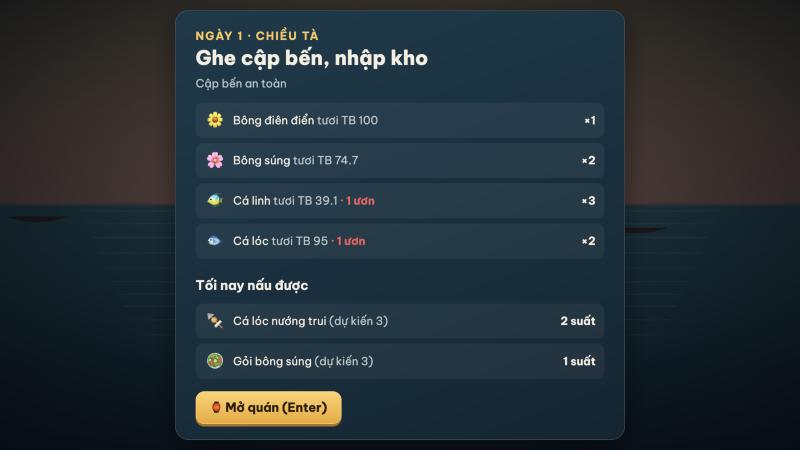 NGÀY 1 · CHIỀU TÀ
Ghe cập bến, nhập kho
Cập bến an toàn
Bông điên điển tươi TB 100 ×1
Bông súng tươi TB 74.7 ×2
Cá linh tươi TB 39.1 · 1 ươn ×3
Cá lóc tươi TB 95 · 1 ươn ×2
Tối nay nấu được
Cá lóc nướng trui (dự kiến 3) 2 suất
Gỏi bông súng (dự kiến 3) 1 suất
Mở quán (Enter)